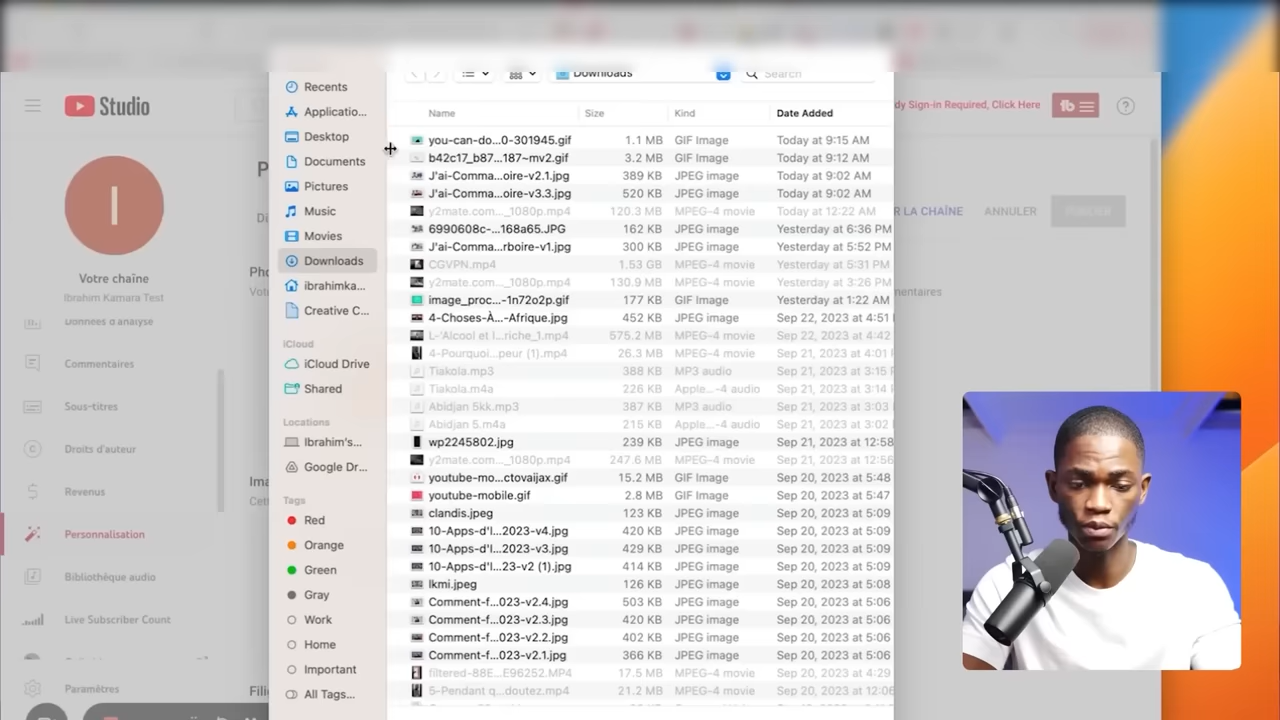 Studio
Votre chaîne
Ibrahim Kamara Test
Données d'analyse
Commentaires
Sous-titres
Droits d'auteur
Revenus
Personnalisation
Bibliothèque audio
Live Subscriber Count
Paramètres
Recents
Applicatio...
Desktop
Documents
Pictures
Music
Movies
Downloads
ibrahimka...
Creative C...
iCloud
iCloud Drive
Shared
Locations
Ibrahim's...
Google Dr...
Tags
Red
Orange
Green
Gray
Work
Home
Important
All Tags...
Downloads
Search
Name Size Kind Date Added
you-can-do...0-301945.gif 1.1 MB GIF Image Today at 9:15 AM
b42c17_b87...187~mv2.gif 3.2 MB GIF Image Today at 9:12 AM
J'ai-Comma...oire-v2.1.jpg 389 KB JPEG image Today at 9:02 AM
J'ai-Comma...oire-v3.3.jpg 520 KB JPEG image Today at 9:02 AM
y2mate.com..._1080p.mp4 120.3 MB MPEG-4 movie Today at 12:22 AM
6990608c-...168a65.JPG 162 KB JPEG image Yesterday at 6:36 PM
J'ai-Comma...rboire-v1.jpg 300 KB JPEG image Yesterday at 5:52 PM
CGVPN.mp4 1.53 GB MPEG-4 movie Yesterday at 5:31 PM
y2mate.com..._1080p.mp4 130.9 MB MPEG-4 movie Yesterday at 3:26 PM
image_proc...-1n72o2p.gif 177 KB GIF Image Yesterday at 1:22 AM
4-Choses-À...-Afrique.jpg 452 KB JPEG image Sep 22, 2023 at 4:51
L-'Alcool et l...riche_1.mp4 575.2 MB MPEG-4 movie Sep 22, 2023 at 4:42
4-Pourquoi...peur (1).mp4 26.3 MB MPEG-4 movie Sep 21, 2023 at 4:01
Tiakola.mp3 388 KB MP3 audio Sep 21, 2023 at 3:15
Tiakola.m4a 226 KB Apple...-4 audio Sep 21, 2023 at 3:14
Abidjan 5kk.mp3 387 KB MP3 audio Sep 21, 2023 at 3:03
Abidjan 5.m4a 215 KB Apple...-4 audio Sep 21, 2023 at 3:02
wp2245802.jpg 239 KB JPEG image Sep 21, 2023 at 12:58
y2mate.com..._1080p.mp4 247.6 MB MPEG-4 movie Sep 21, 2023 at 12:56
youtube-mo...ctovaijax.gif 15.2 MB GIF Image Sep 20, 2023 at 5:48
youtube-mobile.gif 2.8 MB GIF Image Sep 20, 2023 at 5:47
clandis.jpeg 123 KB JPEG image Sep 20, 2023 at 5:09
10-Apps-d'I...2023-v4.jpg 420 KB JPEG image Sep 20, 2023 at 5:09
10-Apps-d'I...2023-v3.jpg 429 KB JPEG image Sep 20, 2023 at 5:09
10-Apps-d'I...23-v2 (1).jpg 414 KB JPEG image Sep 20, 2023 at 5:09
lkmi.jpeg 126 KB JPEG image Sep 20, 2023 at 5:08
Comment-f...023-v2.4.jpg 503 KB JPEG image Sep 20, 2023 at 5:06
Comment-f...023-v2.3.jpg 420 KB JPEG image Sep 20, 2023 at 5:06
Comment-f...023-v2.2.jpg 402 KB JPEG image Sep 20, 2023 at 5:06
Comment-f...023-v2.1.jpg 366 KB JPEG image Sep 20, 2023 at 5:06
filtered-88E...E96252.MP4 17.5 MB MPEG-4 movie Sep 20, 2023 at 4:29
5-Pendant q...doutez.mp4 21.2 MB MPEG-4 movie Sep 20, 2023 at 12:06
dy Sign-in Required, Click Here
R LA CHAÎNE ANNULER